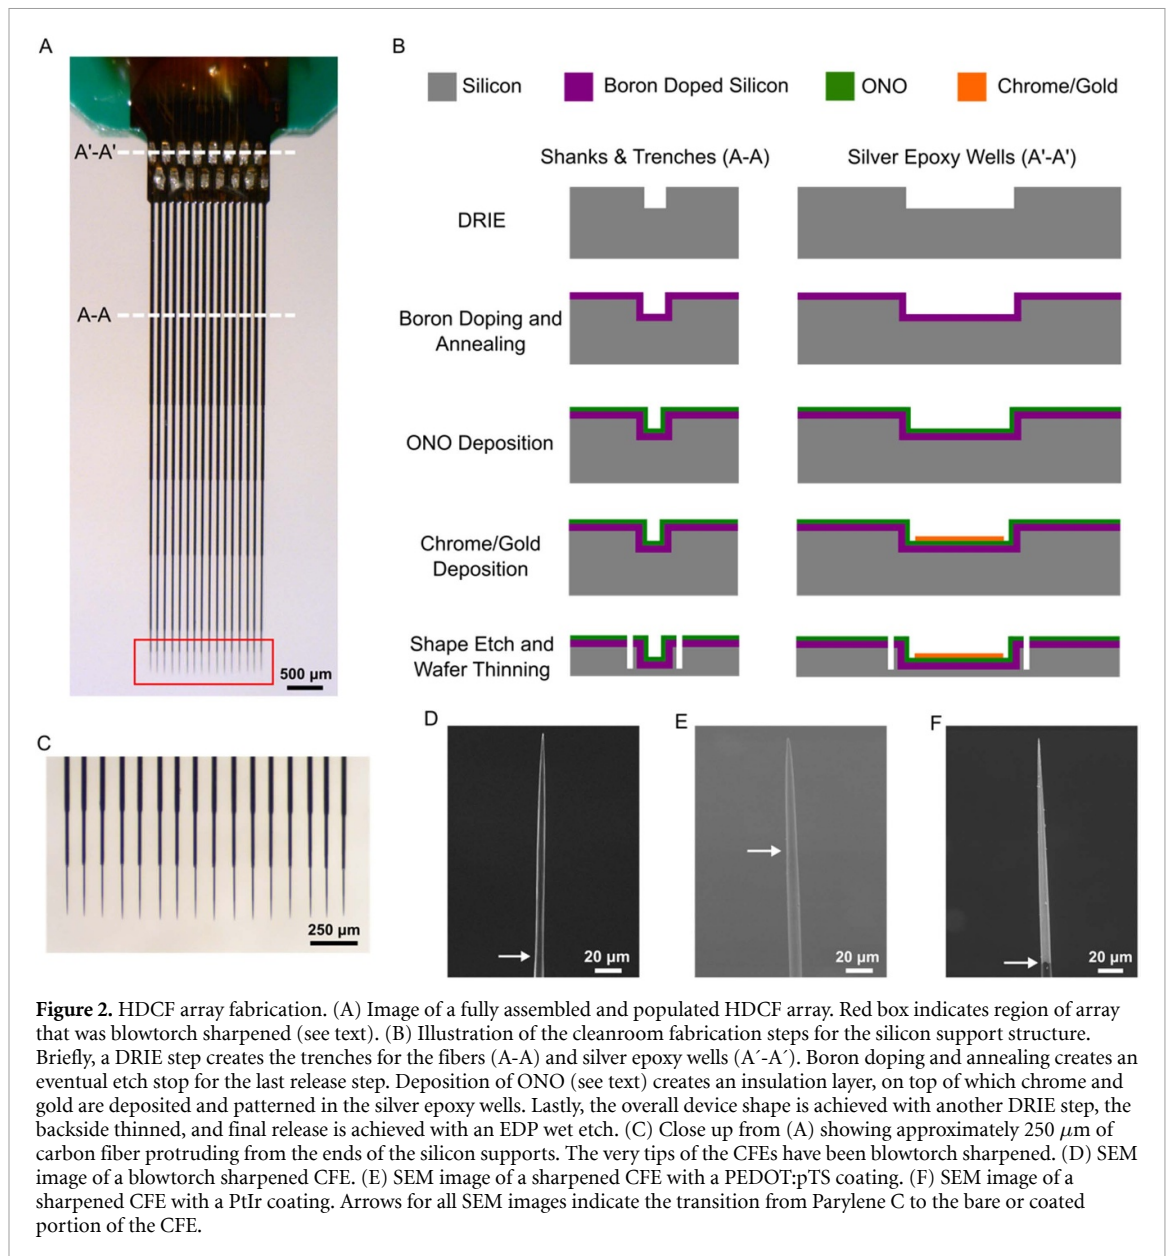 A
A'-A'
A-A
500 µm
B
Silicon
Boron Doped Silicon
ONO
Chrome/Gold
Shanks & Trenches (A-A)
Silver Epoxy Wells (A'-A')
DRIE
Boron Doping and
Annealing
ONO Deposition
Chrome/Gold
Deposition
Shape Etch and
Wafer Thinning
C
250 µm
D
20 µm
E
20 µm
F
20 µm
Figure 2. HDCF array fabrication. (A) Image of a fully assembled and populated HDCF array. Red box indicates region of array
that was blowtorch sharpened (see text). (B) Illustration of the cleanroom fabrication steps for the silicon support structure.
Briefly, a DRIE step creates the trenches for the fibers (A-A) and silver epoxy wells (A´-A´). Boron doping and annealing creates an
eventual etch stop for the last release step. Deposition of ONO (see text) creates an insulation layer, on top of which chrome and
gold are deposited and patterned in the silver epoxy wells. Lastly, the overall device shape is achieved with another DRIE step, the
backside thinned, and final release is achieved with an EDP wet etch. (C) Close up from (A) showing approximately 250 µm of
carbon fiber protruding from the ends of the silicon supports. The very tips of the CFEs have been blowtorch sharpened. (D) SEM
image of a blowtorch sharpened CFE. (E) SEM image of a sharpened CFE with a PEDOT:pTS coating. (F) SEM image of a
sharpened CFE with a PtIr coating. Arrows for all SEM images indicate the transition from Parylene C to the bare or coated
portion of the CFE.